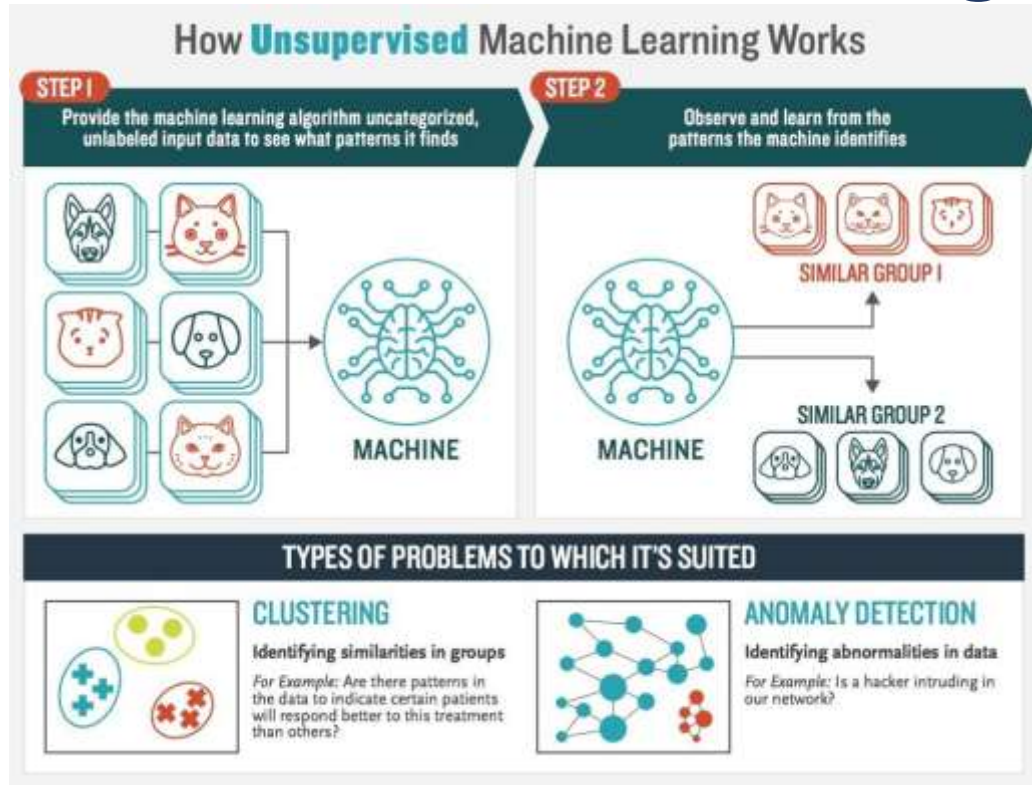 How Unsupervised Machine Learning Works
STEP 1
Provide the machine learning algorithm uncategorized,
unlabeled input data to see what patterns it finds
MACHINE
STEP 2
Observe and learn from the
patterns the machine identifies
MACHINE
SIMILAR GROUP 1
SIMILAR GROUP 2
TYPES OF PROBLEMS TO WHICH IT'S SUITED
CLUSTERING
Identifying similarities in groups
For Example: Are there patterns in
the data to indicate certain patients
will respond better to this treatment
than others?
ANOMALY DETECTION
Identifying abnormalities in data
For Example: Is a hacker intruding in
our network?